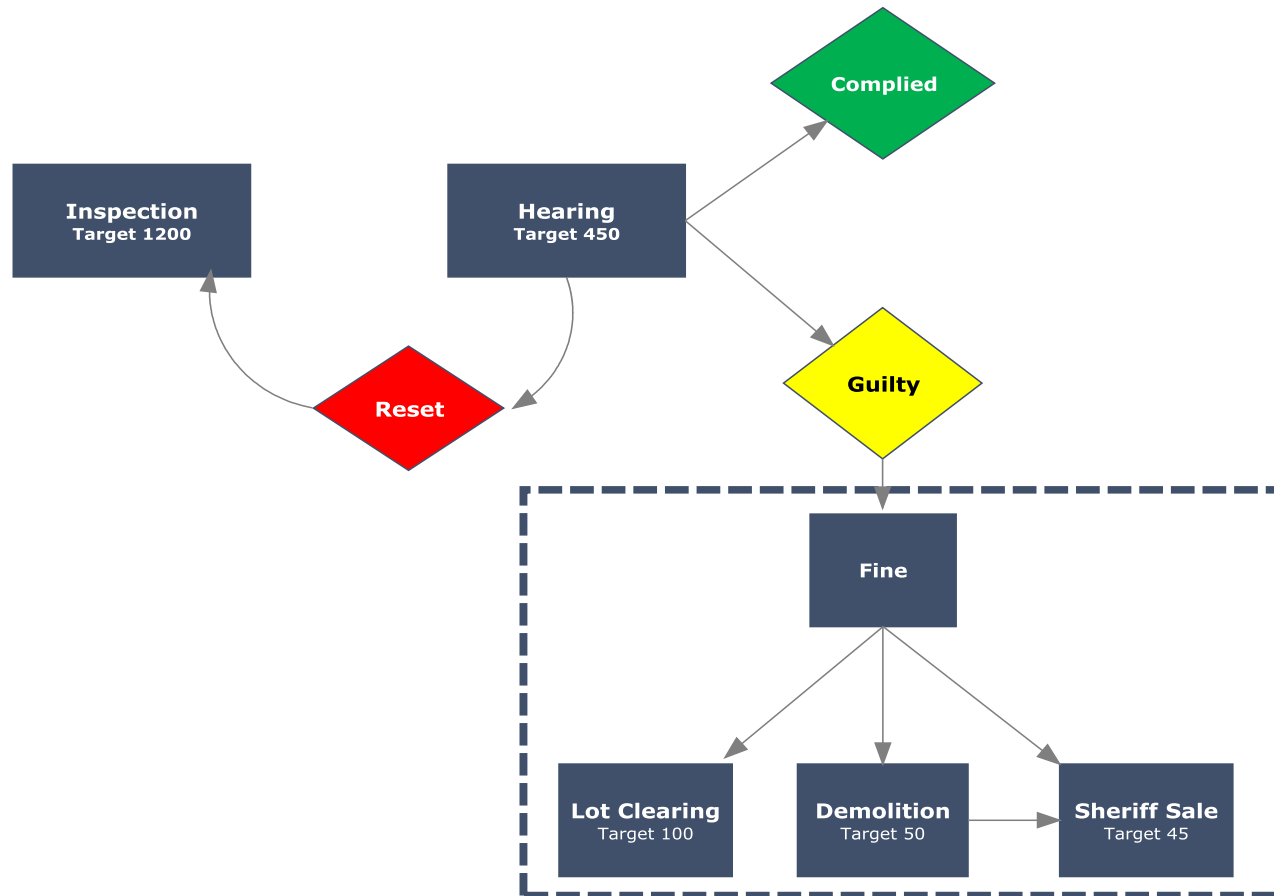 Complied
Inspection
Target 1200
Hearing
Target 450
Guilty
Reset
Fine
Lot Clearing
Target 100
Demolition
Target 50
Sheriff Sale
Target 45